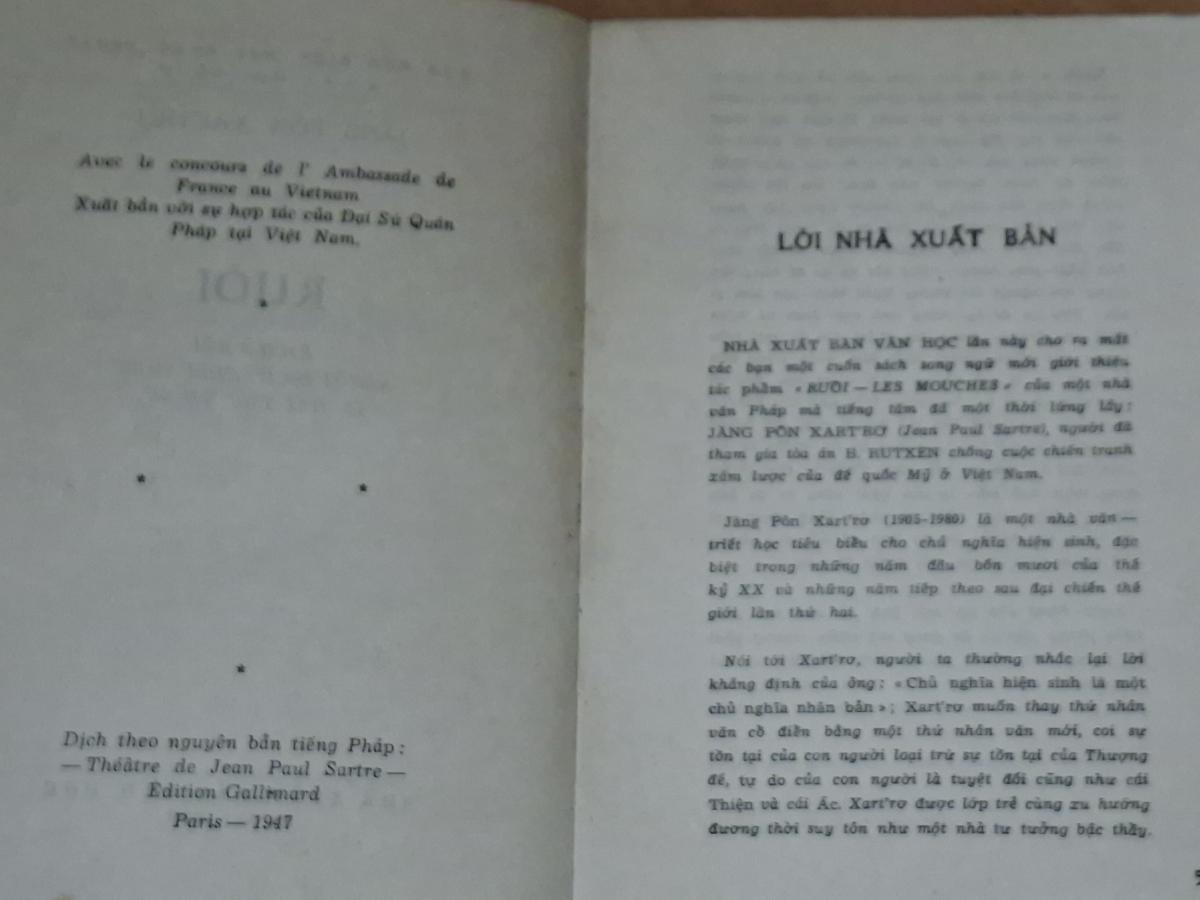 Avec le concours de l' Ambassade de
France au Vietnam
Xuất bản với sự hợp tác của Đại Sứ Quán
Pháp tại Việt Nam.
*
* *
*
Dịch theo nguyên bản tiếng Pháp :
— Théâtre de Jean Paul Sartre —
Edition Gallimard
Paris — 1947
LỜI NHÀ XUẤT BẢN
NHÀ XUẤT BẢN VĂN HỌC lần này cho ra mắt
các bạn một cuốn sách song ngữ mới giới thiệu
tác phẩm « RUỒI — LES MOUCHES » của một nhà
văn Pháp mà tiếng tăm đã một thời lừng lẫy :
JĂNG PÔN XART'RƠ (Jean Paul Sartre), người đã
tham gia tòa án B. RUTXEN chống cuộc chiến tranh
xâm lược của đế quốc Mỹ ở Việt Nam.
Jăng Pôn Xart'rơ (1905-1980) là một nhà văn —
triết học tiêu biểu cho chủ nghĩa hiện sinh, đặc
biệt trong những năm đầu bốn mươi của thế
kỷ XX và những năm tiếp theo sau đại chiến thế
giới lần thứ hai.
Nói tới Xart'rơ, người ta thường nhắc lại lời
khẳng định của ông : « Chủ nghĩa hiện sinh là một
chủ nghĩa nhân bản » ; Xart'rơ muốn thay thứ nhân
văn cổ điển bằng một thứ nhân văn mới, coi sự
tồn tại của con người loại trừ sự tồn tại của Thượng
đế, tự do của con người là tuyệt đối cũng như cái
Thiện và cái Ác. Xart'rơ được lớp trẻ cùng xu hướng
đương thời suy tôn như một nhà tư tưởng bậc thầy.